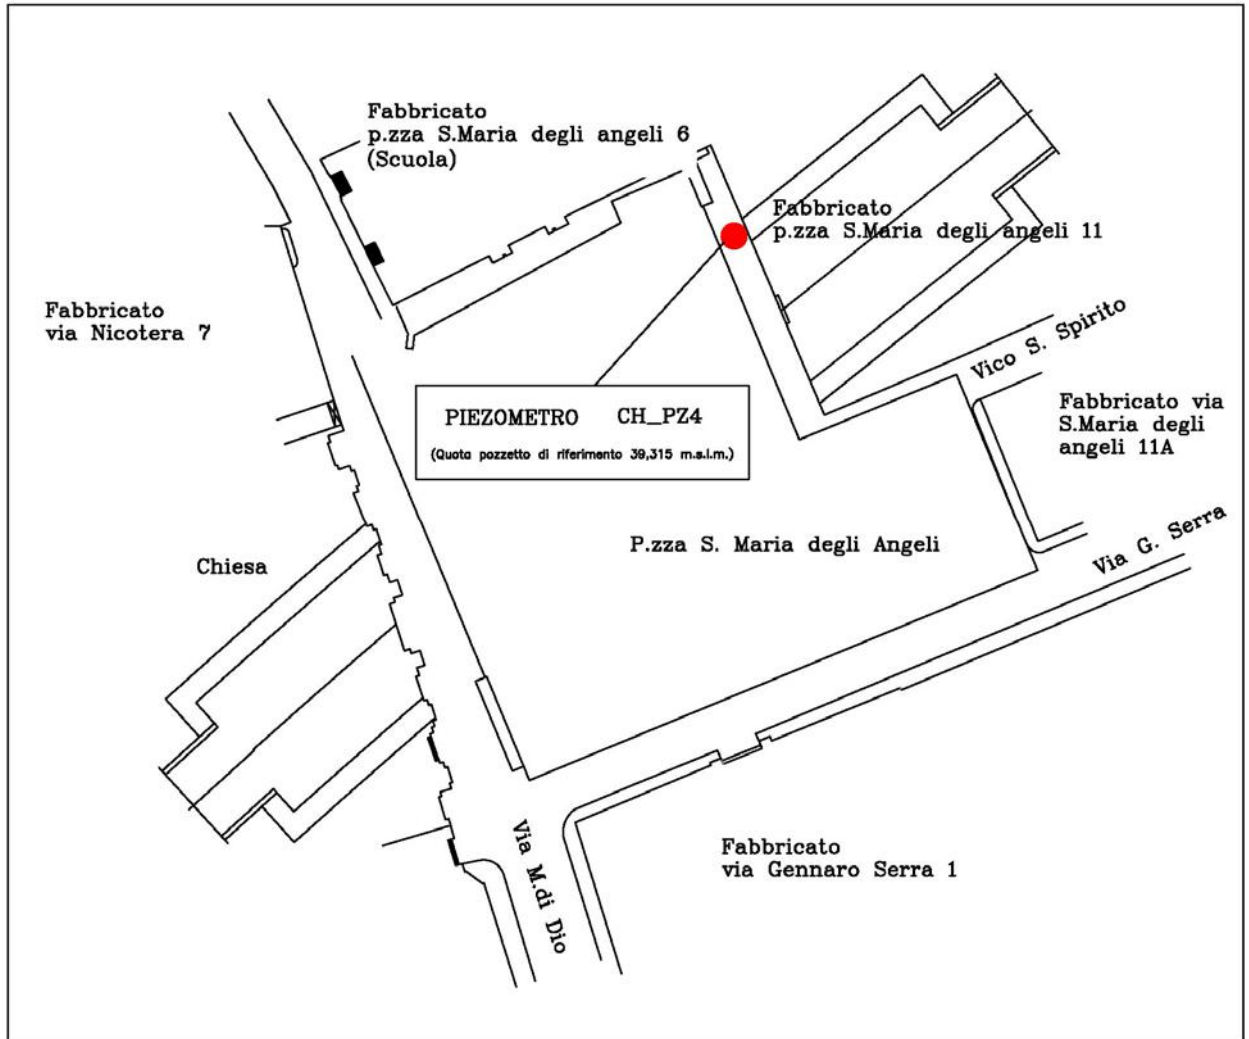 Fabbricato
p.zza S.Maria degli angeli 6
(Scuola)
Fabbricato
p.zza S.Maria degli angeli 11
Fabbricato
via Nicotera 7
Vico S. Spirito
PIEZOMETRO CH_PZ4
(Quota pozzetto di riferimento 39,315 m.s.l.m.)
Fabbricato via
S.Maria degli
angeli 11A
P.zza S. Maria degli Angeli
Via G. Serra
Chiesa
Via M.di Dio
Fabbricato
via Gennaro Serra 1